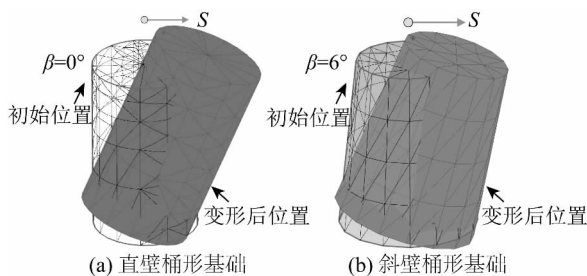 S
β=0°
初始位置
变形后位置
(a) 直壁桶形基础
S
β=6°
初始位置
变形后位置
(b) 斜壁桶形基础